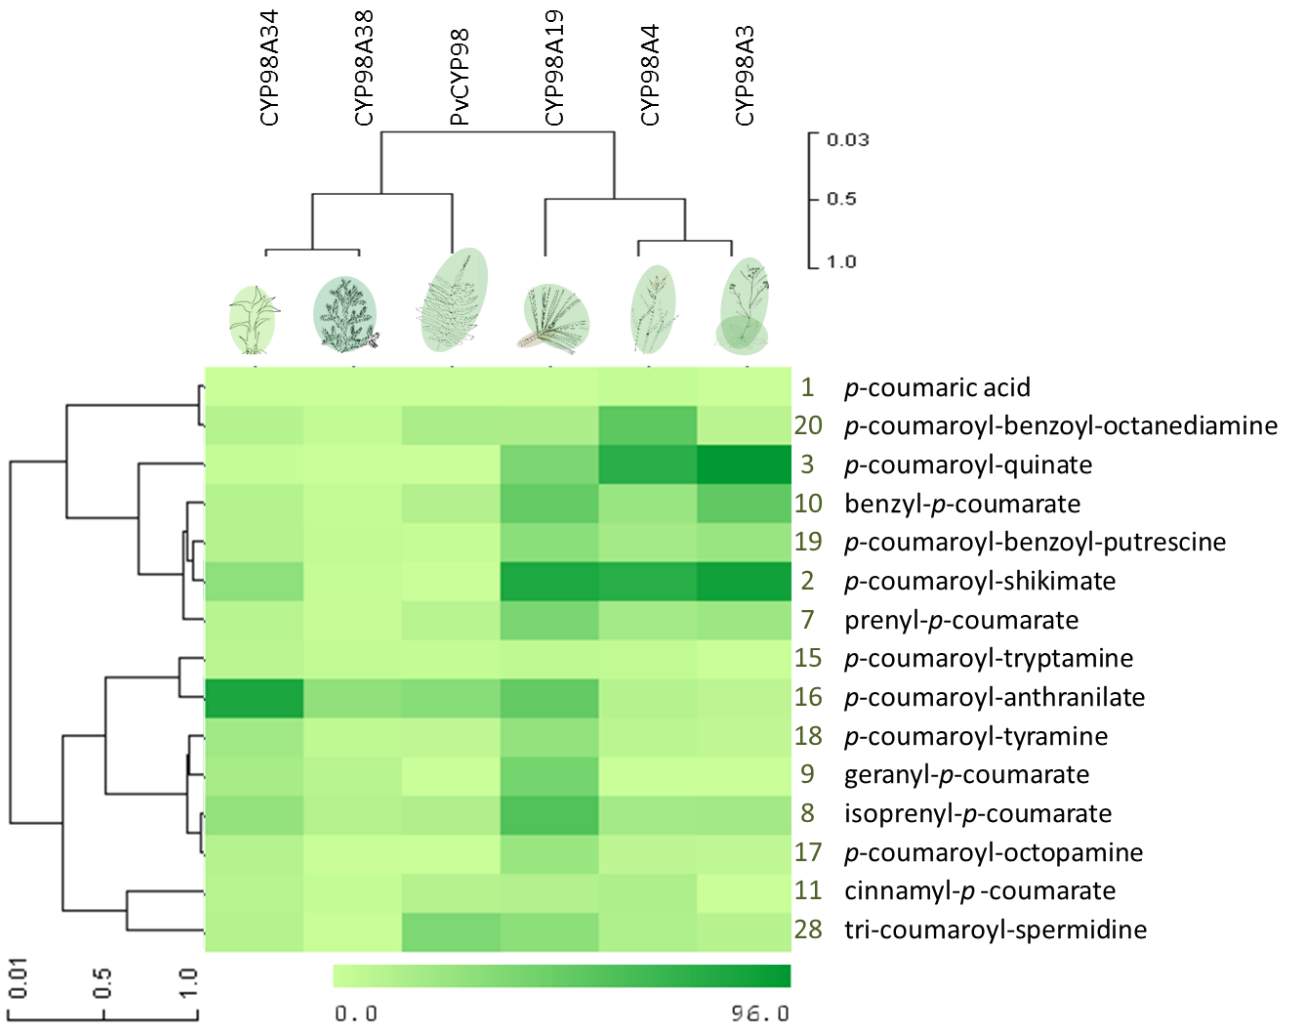 CYP98A34
CYP98A38
PvCYP98
CYP98A19
CYP98A4
CYP98A3
0.03
0.5
1.0
1 p-coumaric acid
20 p-coumaroyl-benzoyl-octanediamine
3 p-coumaroyl-quinate
10 benzyl-p-coumarate
19 p-coumaroyl-benzoyl-putrescine
2 p-coumaroyl-shikimate
7 prenyl-p-coumarate
15 p-coumaroyl-tryptamine
16 p-coumaroyl-anthranilate
18 p-coumaroyl-tyramine
9 geranyl-p-coumarate
8 isoprenyl-p-coumarate
17 p-coumaroyl-octopamine
11 cinnamyl-p -coumarate
28 tri-coumaroyl-spermidine
0.01
0.5
1.0
0.0 96.0